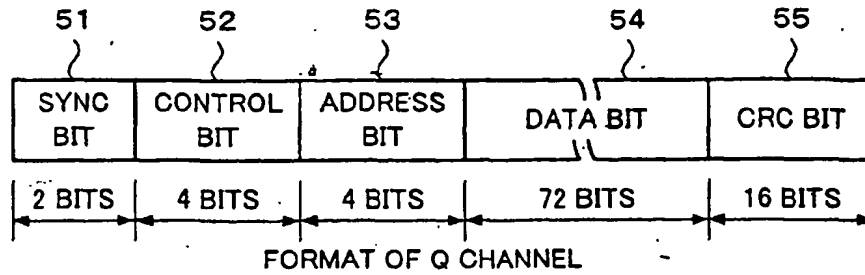 51 52 53 54 55
SYNC BIT
CONTROL BIT
ADDRESS BIT
DATA BIT
CRC BIT
2 BITS 4 BITS 4 BITS 72 BITS 16 BITS
FORMAT OF Q CHANNEL